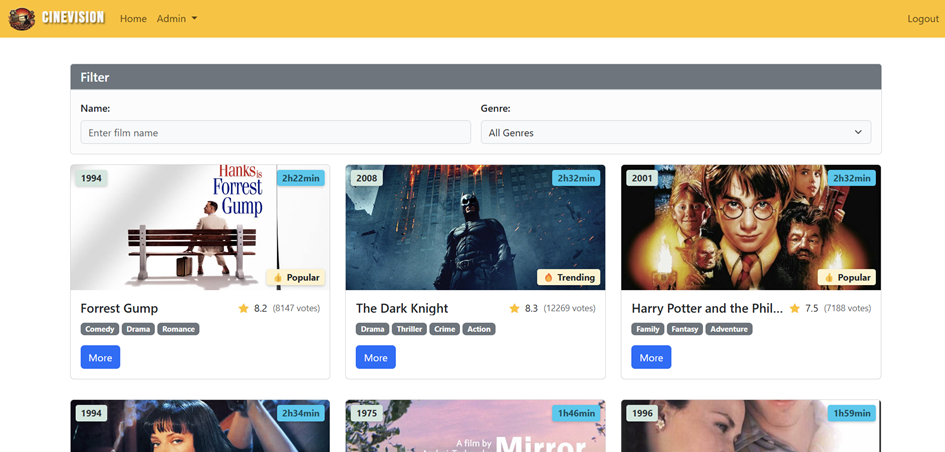 CINEVISION
Home
Admin
Logout
Filter
Name:
Genre:
Enter film name
All Genres
1994
2h22min
Hanks is
Forrest
Gump
Popular
2008
2h32min
Trending
2001
2h32min
Popular
Forrest Gump
8.2 (8147 votes)
Comedy Drama Romance
More
The Dark Knight
8.3 (12269 votes)
Drama Thriller Crime Action
More
Harry Potter and the Phil...
7.5 (7188 votes)
Family Fantasy Adventure
More
1994
2h34min
1975
1h46min
A film by
Mirror
1996
1h59min